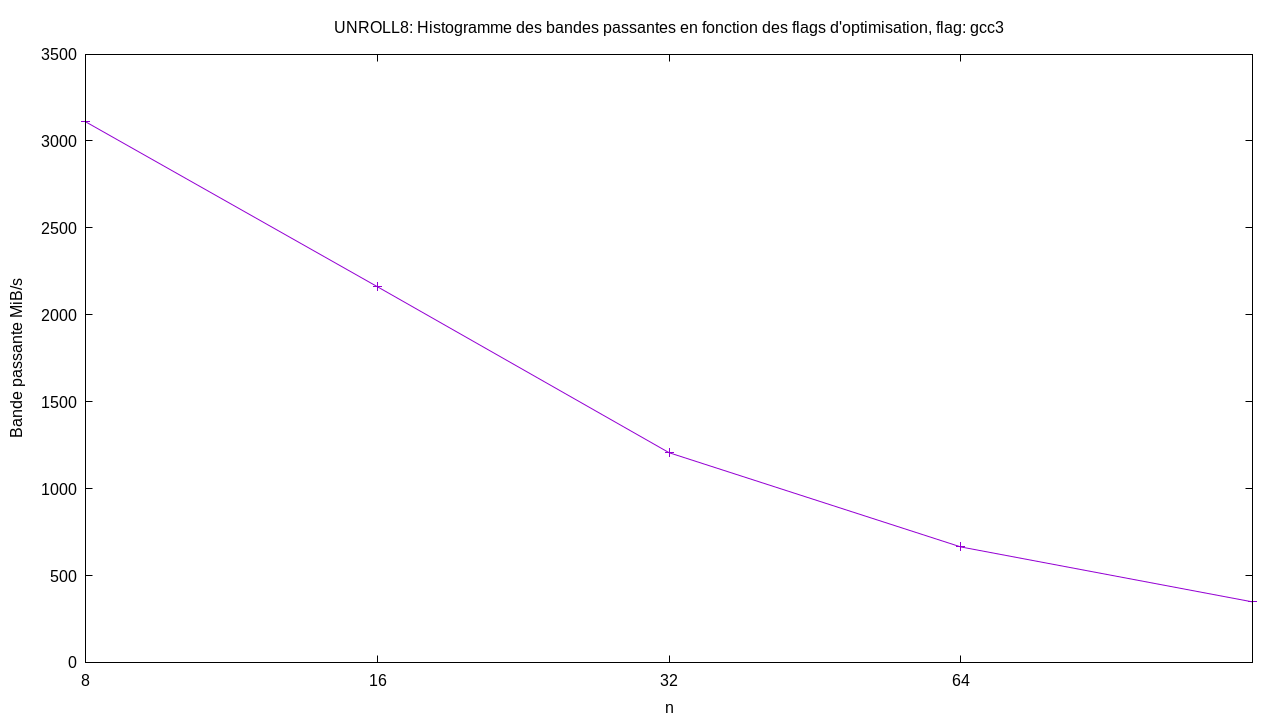 UNROLL8: Histogramme des bandes passantes en fonction des flags d'optimisation, flag: gcc3
3500
3000
2500
2000
1500
1000
500
0
Bande passante MiB/s
8 16 32 64
n